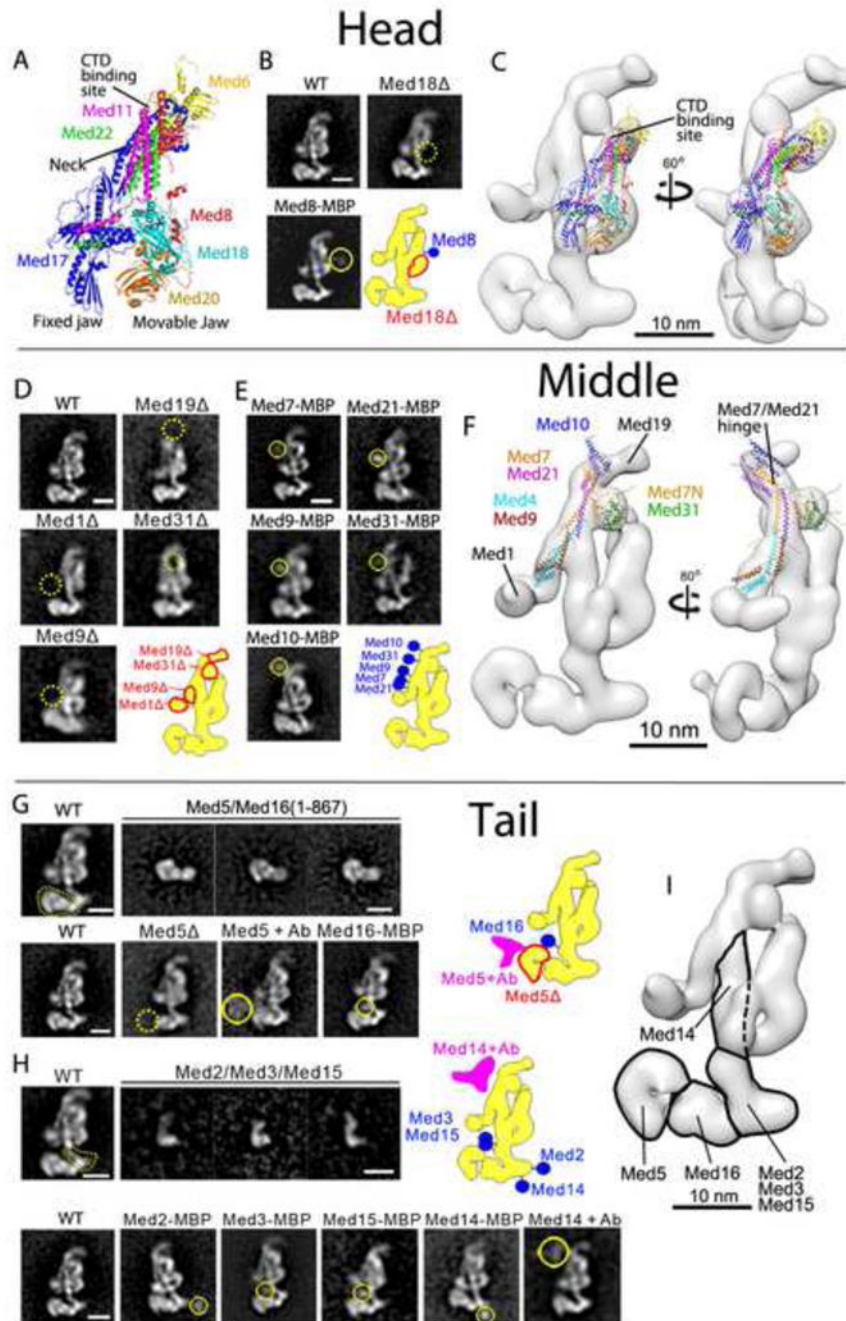 Head
A
CTD
binding
site
Med11
Med22
Neck
Med6
Med8
Med17
Med18
Med20
Fixed jaw
Movable Jaw
B
WT
Med18Δ
Med8-MBP
Med8
Med18Δ
C
CTD
binding
site
60°
10 nm
Middle
D
WT
Med19Δ
Med1Δ
Med31Δ
Med9Δ
Med19Δ
Med31Δ
Med9Δ
Med1Δ
E
Med7-MBP
Med21-MBP
Med9-MBP
Med31-MBP
Med10-MBP
Med10
Med31
Med9
Med7
Med21
F
Med10
Med19
Med7
Med21
Med4
Med9
Med7N
Med31
Med1
Med7/Med21
hinge
80°
10 nm
Tail
G
WT
Med5/Med16(1-867)
WT
Med5Δ
Med5 + Ab
Med16-MBP
Med16
Med5+Ab
Med5Δ
H
WT
Med2/Med3/Med15
Med14+Ab
Med3
Med15
Med2
Med14
WT
Med2-MBP
Med3-MBP
Med15-MBP
Med14-MBP
Med14 + Ab
I
Med14
Med5
Med16
Med2
Med3
Med15
10 nm